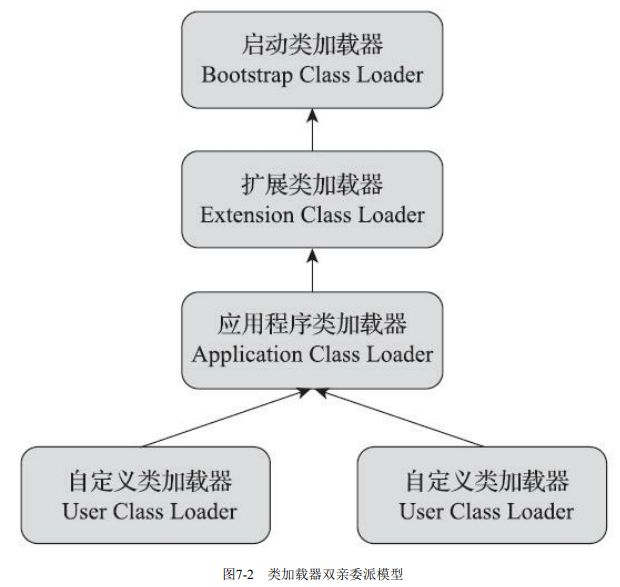 启动类加载器
Bootstrap Class Loader
扩展类加载器
Extension Class Loader
应用程序类加载器
Application Class Loader
自定义类加载器
User Class Loader
自定义类加载器
User Class Loader
图7-2 类加载器双亲委派模型